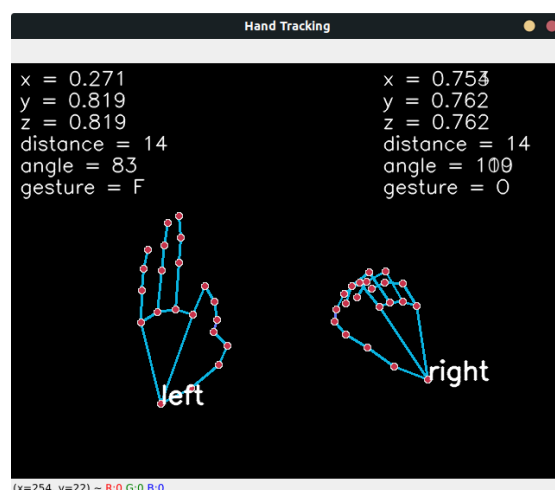 Hand Tracking
x = 0.271
y = 0.819
z = 0.819
distance = 14
angle = 83
gesture = F
y = 0.762
z = 0.762
distance = 14
gesture = O
left
right
(x=254, y=22) ~ R:0 G:0 B:0